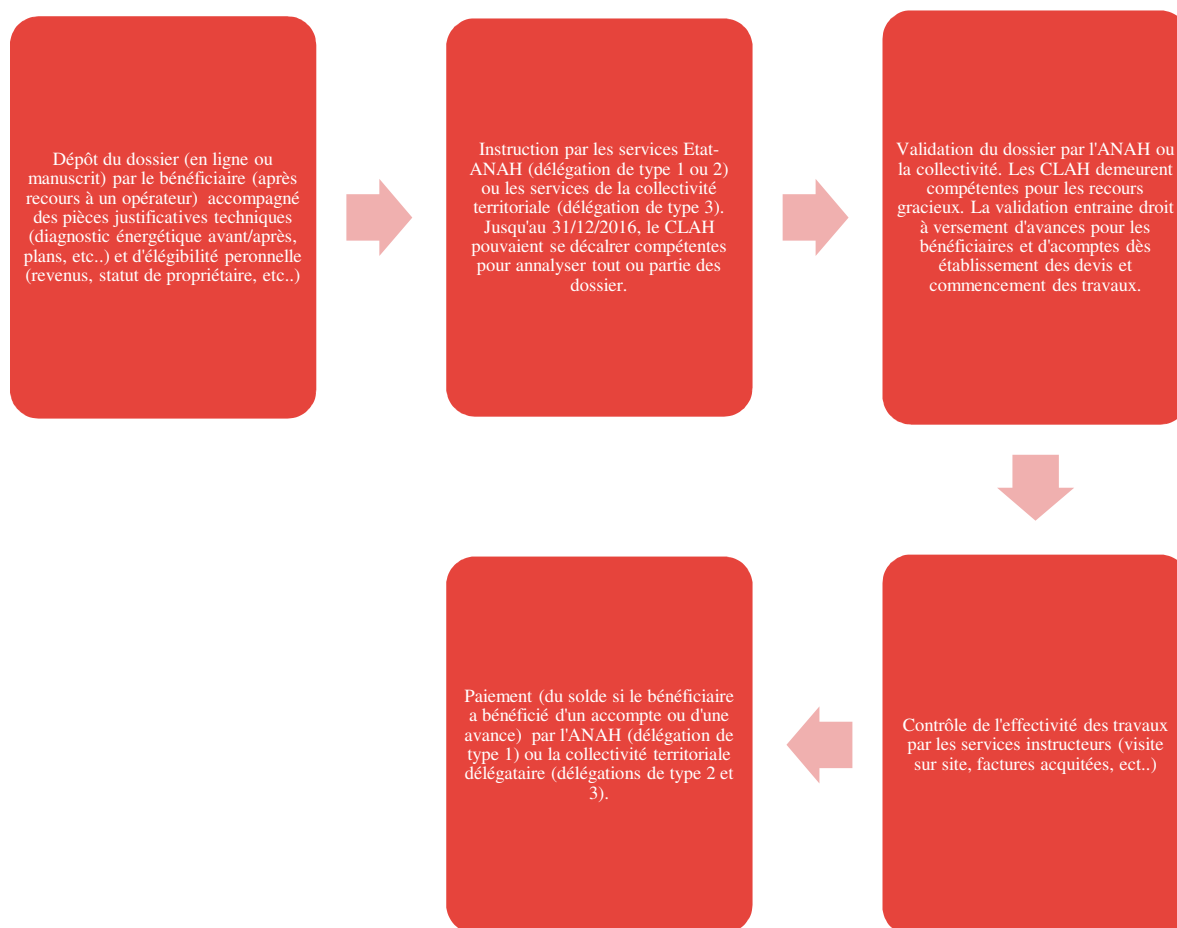 Dépôt du dossier (en ligne ou
manuscrit) par le bénéficiaire (après
recours à un opérateur) accompagné
des pièces justificatives techniques
(diagnostic énergétique avant/après,
plans, etc..) et d'élégibilité peronnelle
(revenus, statut de propriétaire, etc..)
Instruction par les services Etat-
ANAH (délégation de type 1 ou 2)
ou les services de la collectivité
territoriale (délégation de type 3).
Jusqu'au 31/12/2016, le CLAH
pouvaient se décalrer compétentes
pour annalyser tout ou partie des
dossier.
Validation du dossier par l'ANAH ou
la collectivité. Les CLAH demeurent
compétentes pour les recours
gracieux. La validation entraine droit
à versement d'avances pour les
bénéficiaires et d'acomptes dès
établissement des devis et
commencement des travaux.
Contrôle de l'effectivité des travaux
par les services instructeurs (visite
sur site, factures acquitées, ect..)
Paiement (du solde si le bénéficiaire
a bénéficié d'un accompte ou d'une
avance) par l'ANAH (délégation de
type 1) ou la collectivité territoriale
délégataire (délégations de type 2 et
3).